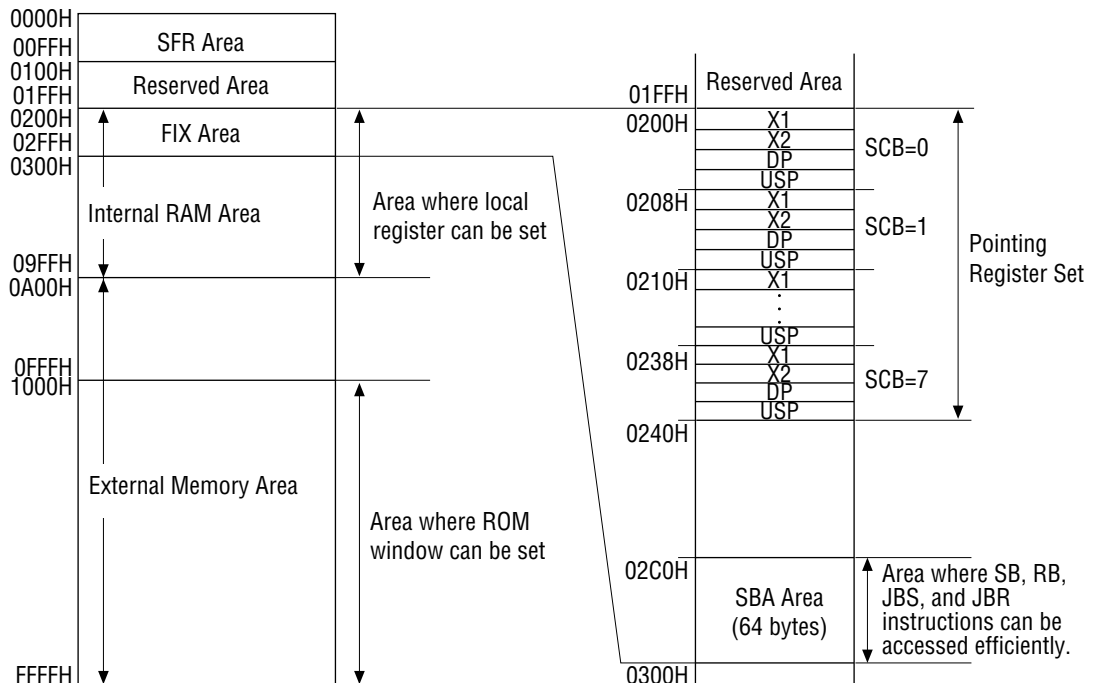 0000H
SFR Area
00FFH
0100H
Reserved Area
01FFH
0200H
FIX Area
02FFH
0300H
Internal RAM Area
Area where local
register can be set
09FFH
0A00H
0FFFH
1000H
External Memory Area
Area where ROM
window can be set
FFFFH
Reserved Area
01FFH
0200H
X1
X2
DP
USP
SCB=0
0208H
X1
X2
DP
USP
SCB=1
0210H
X1
USP
0238H
X1
X2
DP
USP
SCB=7
0240H
Pointing
Register Set
02C0H
SBA Area
(64 bytes)
Area where SB, RB,
JBS, and JBR
instructions can be
accessed efficiently.
0300H